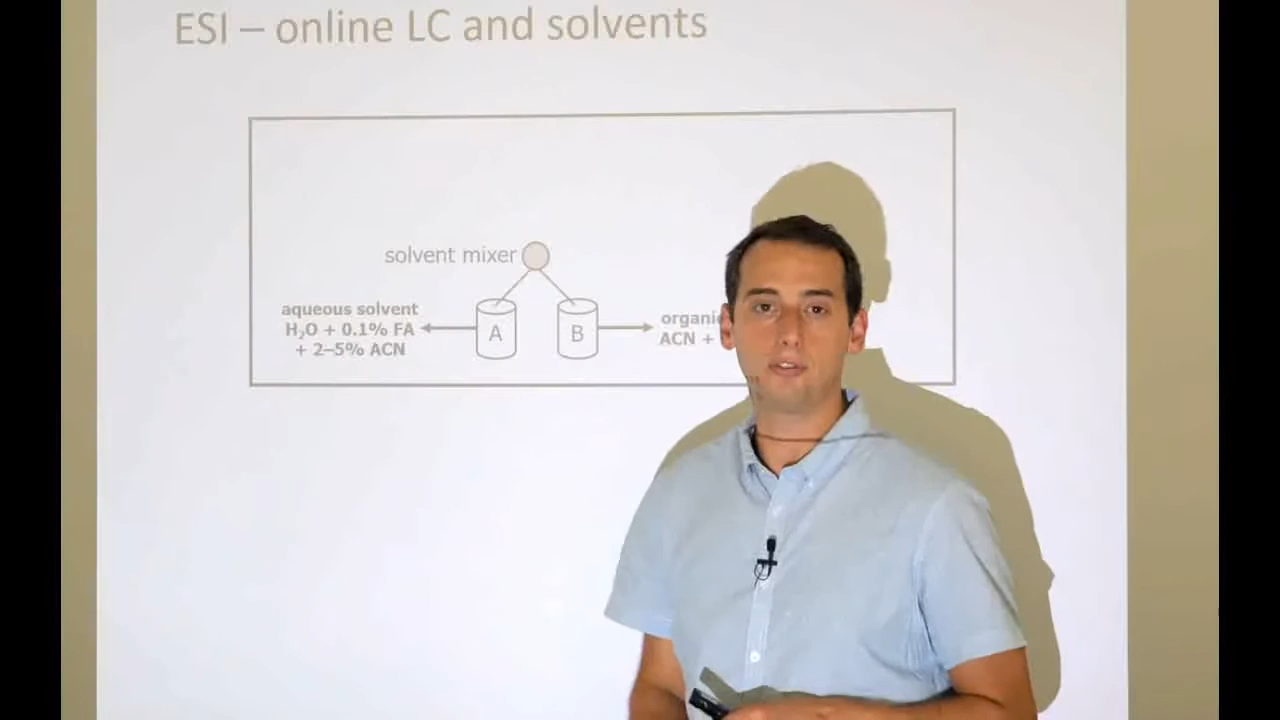 ESI – online LC and solvents
solvent mixer
aqueous solvent
H₂O + 0.1% FA
+ 2–5% ACN
A
B
ACN +